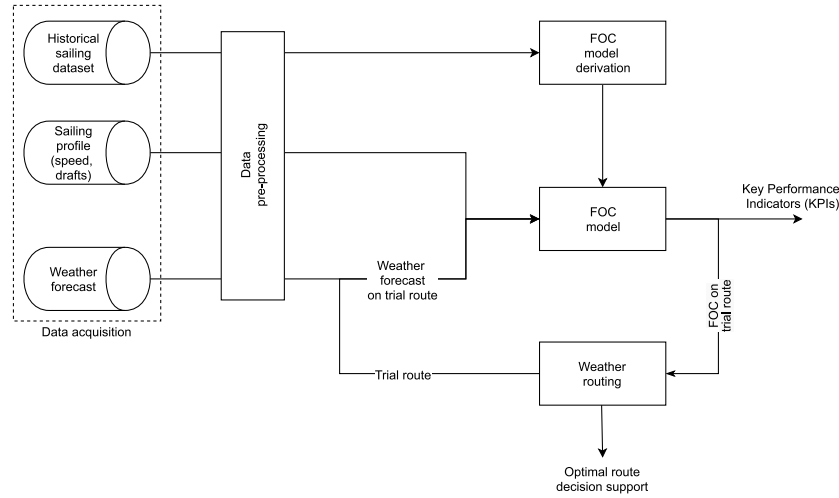 Historical
sailing
dataset
FOC
model
derivation
Sailing
profile
(speed,
drafts)
Data
pre-processing
Key Performance
Indicators (KPIs)
FOC
model
Weather
forecast
Weather
forecast
on trial route
FOC on
trial route
Data acquisition
Trial route
Weather
routing
Optimal route
decision support